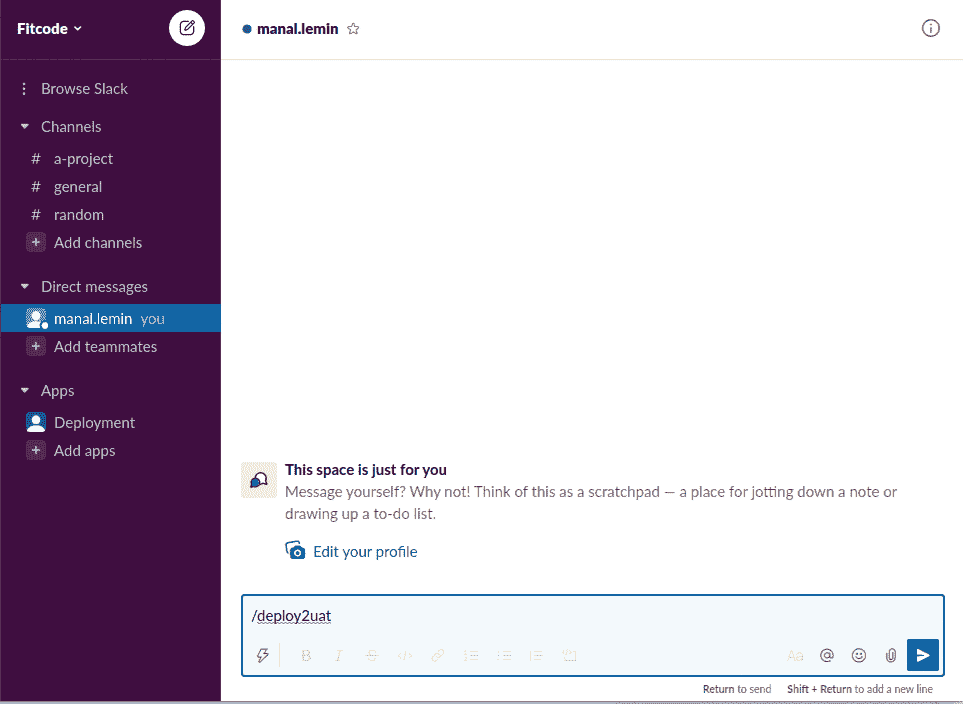 Fitcode
Browse Slack
Channels
# a-project
# general
# random
+ Add channels
Direct messages
manal.lemin you
+ Add teammates
Apps
Deployment
+ Add apps
manal.lemin
This space is just for you
Message yourself? Why not! Think of this as a scratchpad — a place for jotting down a note or
drawing up a to-do list.
Edit your profile
/deploy2uat
B I S </> Aa @
Return to send Shift + Return to add a new line